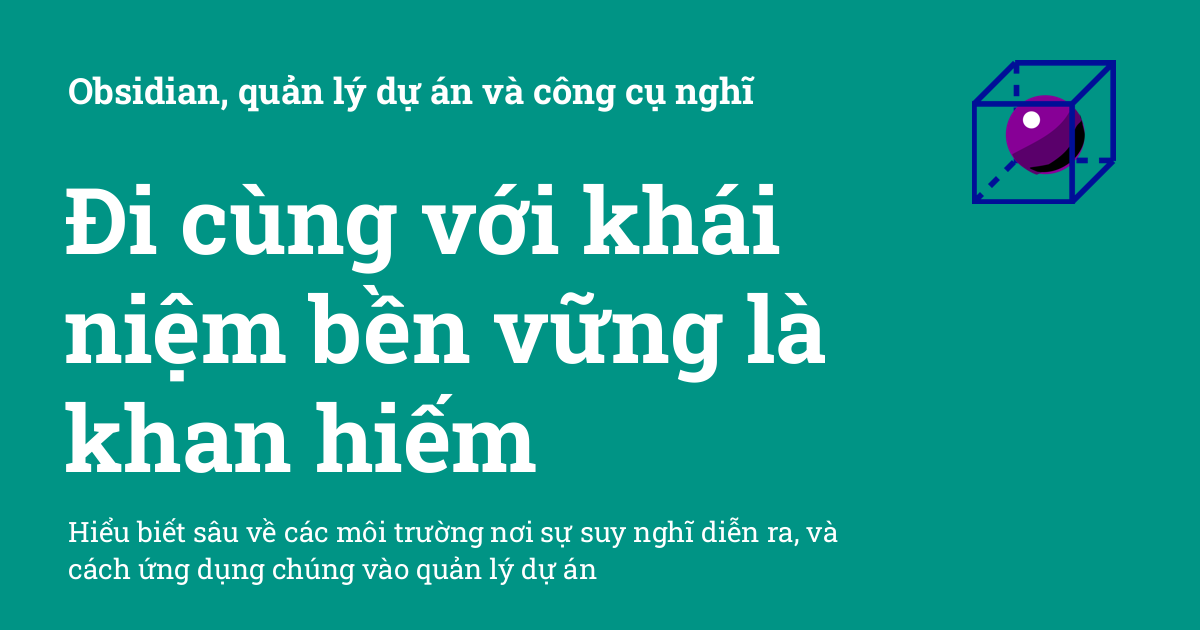 Obsidian, quản lý dự án và công cụ nghĩ
Đi cùng với khái
niệm bền vững là
khan hiếm
Hiểu biết sâu về các môi trường nơi sự suy nghĩ diễn ra, và
cách ứng dụng chúng vào quản lý dự án